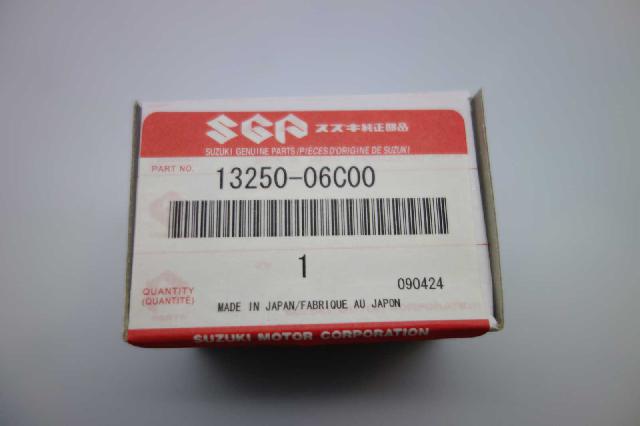 SGP スズキ純正部品
SUZUKI GENUINE PARTS/PIÈCES D'ORIGINE DE SUZUKI
PART NO. 13250-06C00
1
090424
QUANTITY
(QUANTITÉ)
MADE IN JAPAN/FABRIQUE AU JAPON
SUZUKI MOTOR CORPORATION